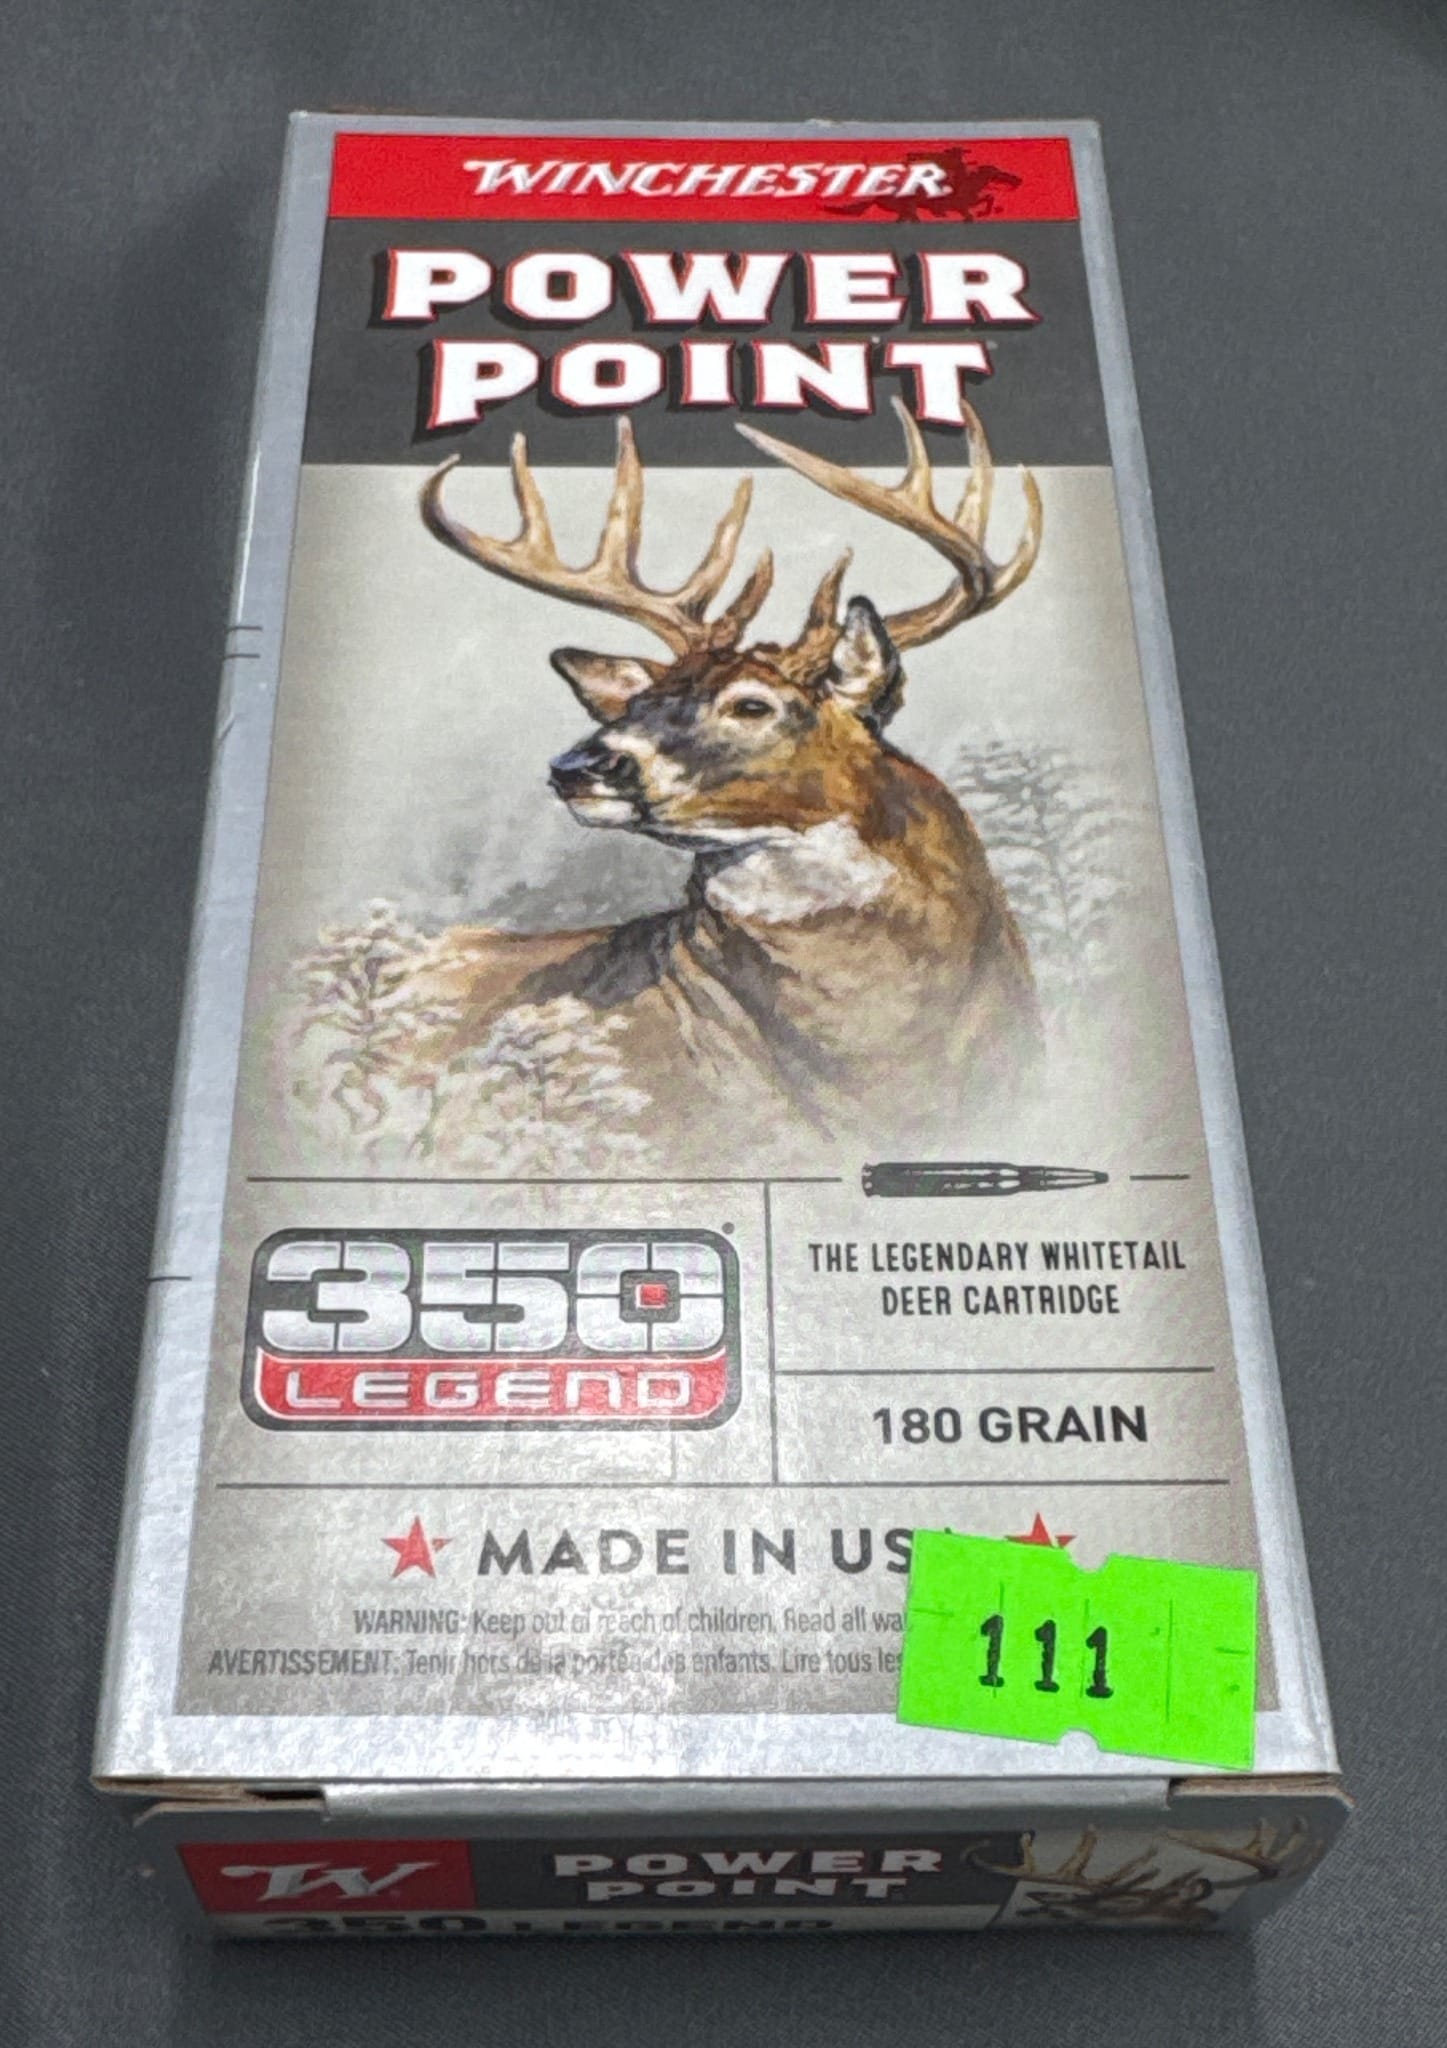 WINCHESTER
POWER
POINT
350
LEGEND
THE LEGENDARY WHITETAIL
DEER CARTRIDGE
180 GRAIN
MADE IN US
WARNING: Keep out of reach of children. Read all
AVERTISSEMENT: Tenir hors de la portée des enfants. Lire tous les
111
W
POWER
POINT
350 LEGEND